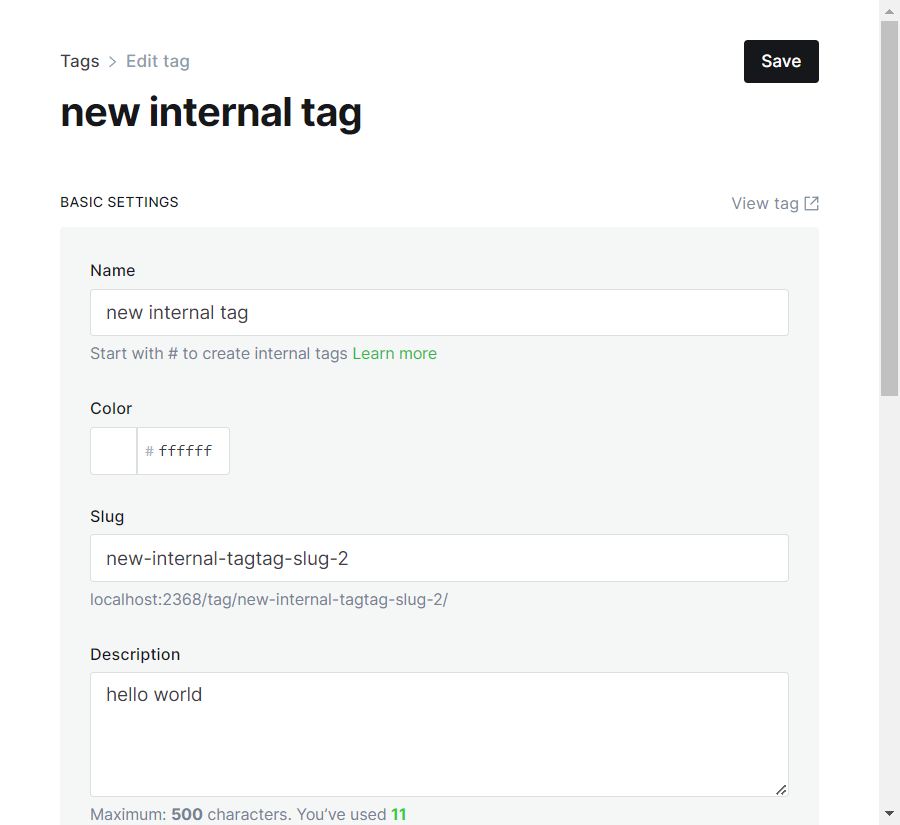 Tags > Edit tag
Save
new internal tag
BASIC SETTINGS
View tag
Name
new internal tag
Start with # to create internal tags Learn more
Color
# ffffff
Slug
new-internal-tagtag-slug-2
localhost:2368/tag/new-internal-tagtag-slug-2/
Description
hello world
Maximum: 500 characters. You’ve used 11